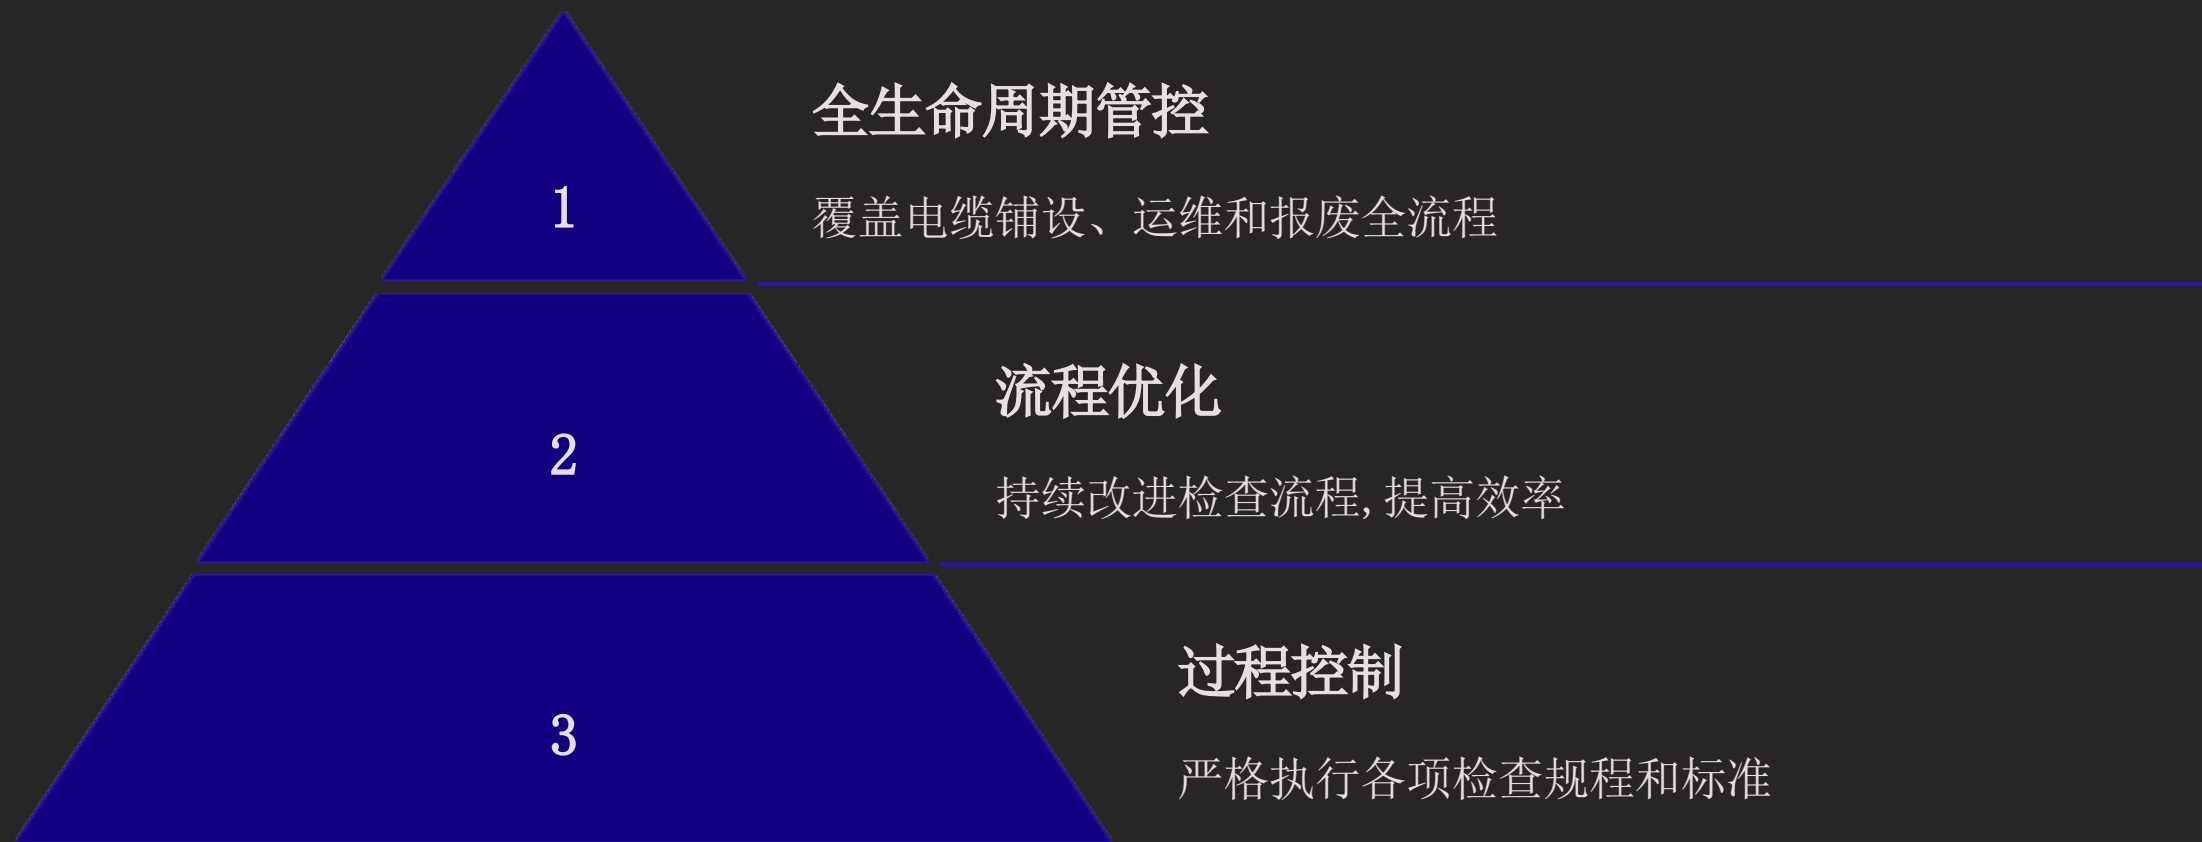 1
全生命周期管控
覆盖电缆铺设、运维和报废全流程
2
流程优化
持续改进检查流程,提高效率
3
过程控制
严格执行各项检查规程和标准